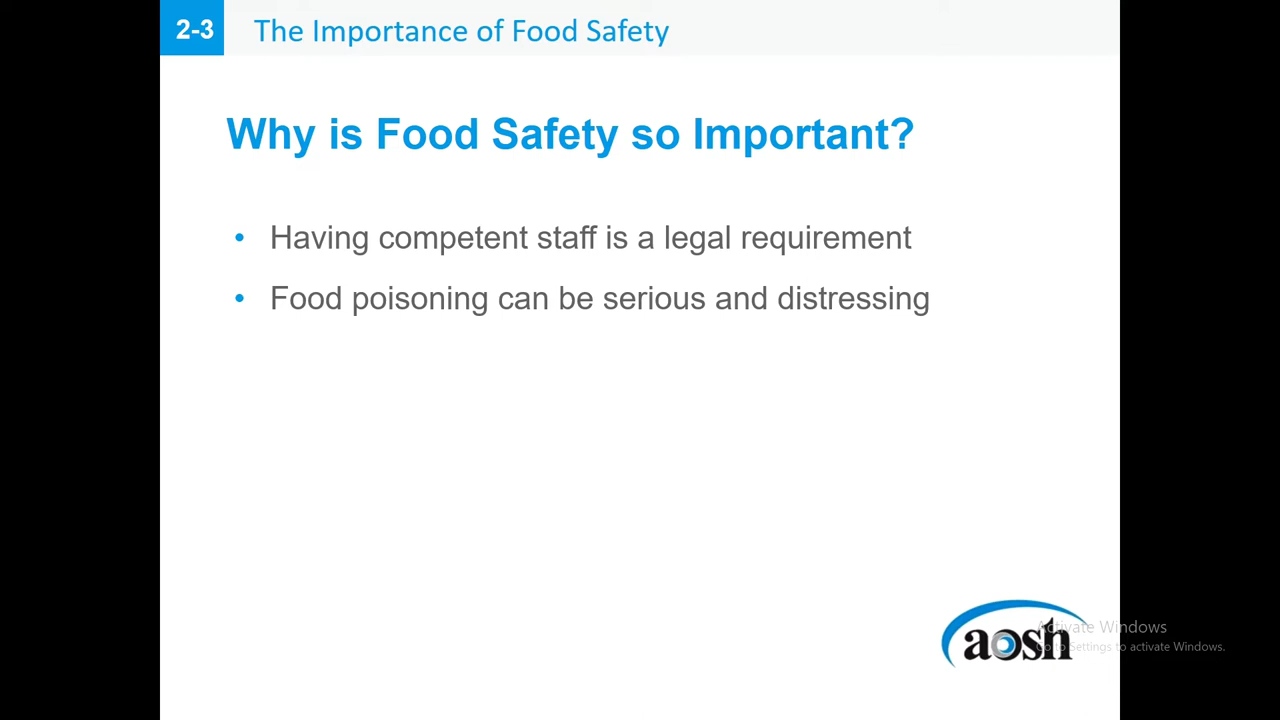 2-3 The Importance of Food Safety
Why is Food Safety so Important?
• Having competent staff is a legal requirement
• Food poisoning can be serious and distressing
aosh
Activate Windows
Go to Settings to activate Windows.